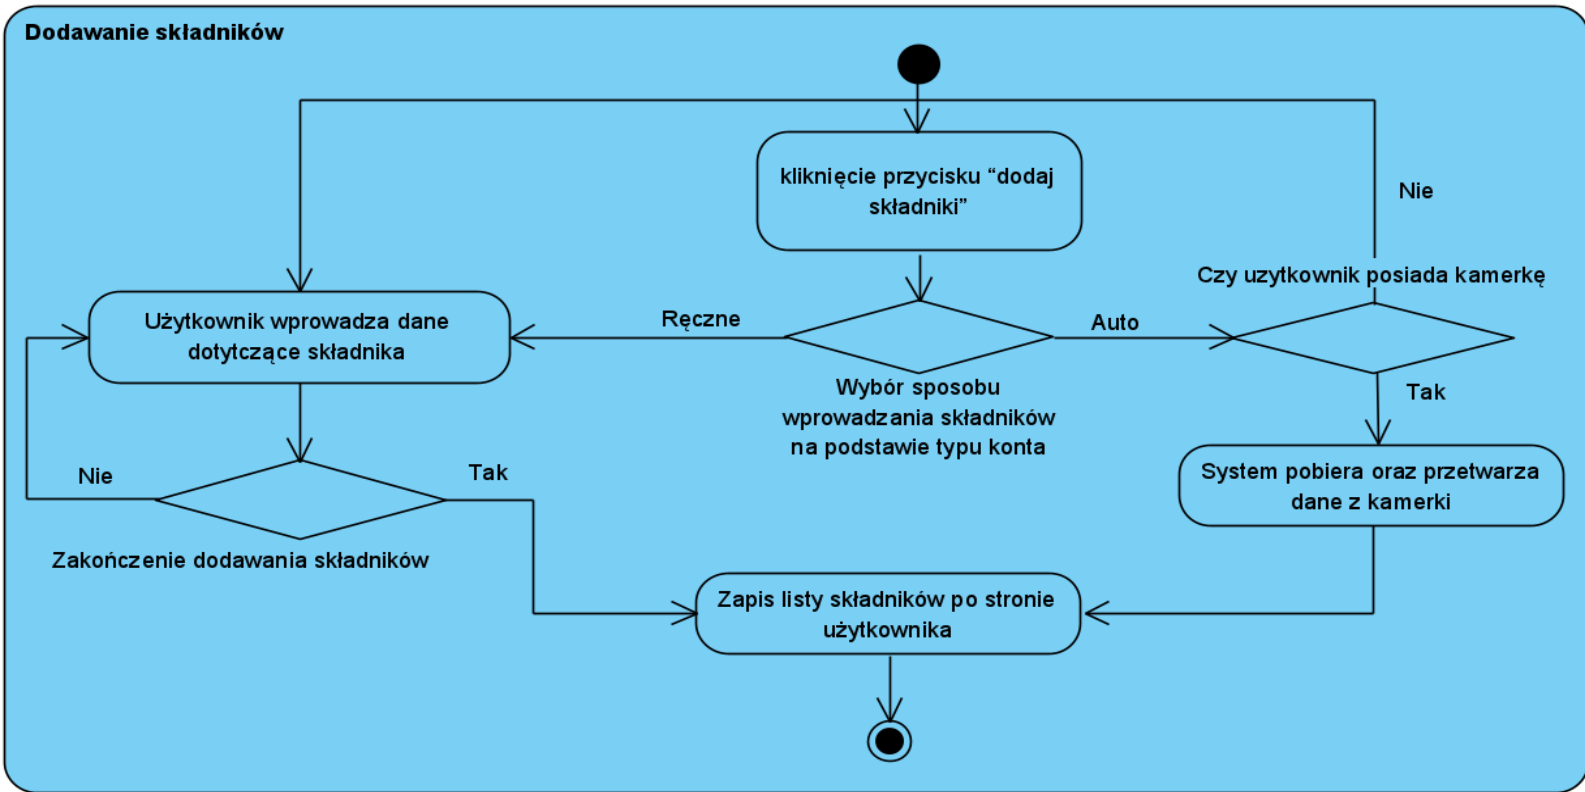 Dodawanie składników
kliknięcie przycisku “dodaj
składniki”
Nie
Czy uzytkownik posiada kamerkę
Użytkownik wprowadza dane
dotytczące składnika
Ręczne
Auto
Wybór sposobu
wprowadzania składników
na podstawie typu konta
Tak
System pobiera oraz przetwarza
dane z kamerki
Nie
Tak
Zakończenie dodawania składników
Zapis listy składników po stronie
użytkownika